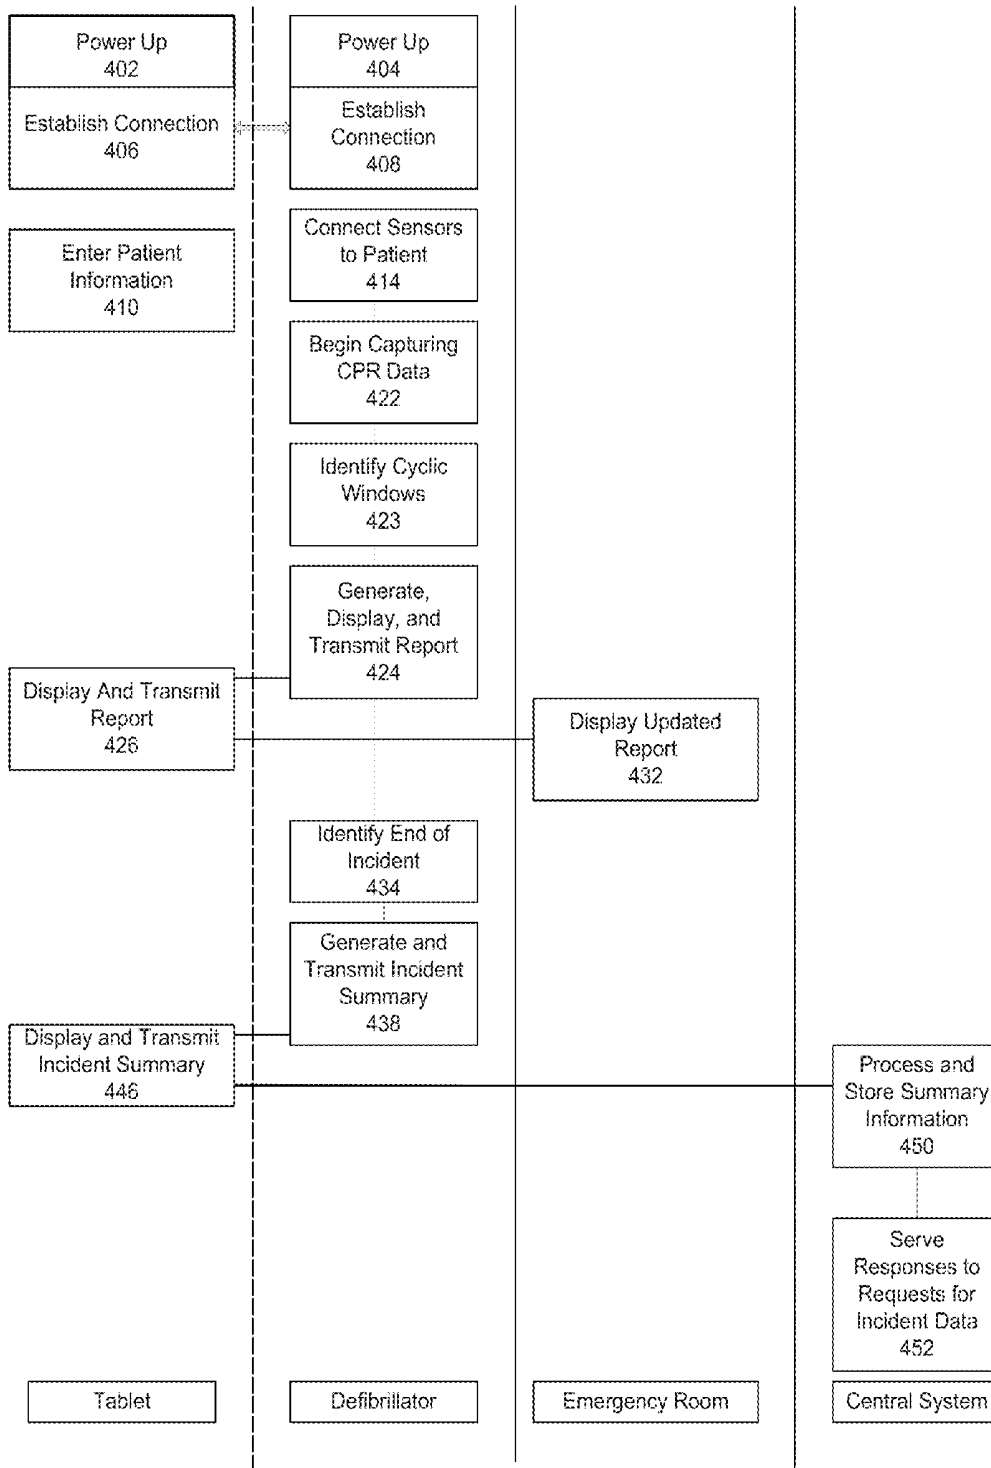 Power Up
402
Establish Connection
406
Power Up
404
Establish
Connection
408
Enter Patient
Information
410
Connect Sensors
to Patient
414
Begin Capturing
CPR Data
422
Identify Cyclic
Windows
423
Generate,
Display, and
Transmit Report
424
Display And Transmit
Report
426
Display Updated
Report
432
Identify End of
Incident
434
Generate and
Transmit Incident
Summary
438
Display and Transmit
Incident Summary
446
Process and
Store Summary
Information
450
Serve
Responses to
Requests for
Incident Data
452
Tablet
Defibrillator
Emergency Room
Central System